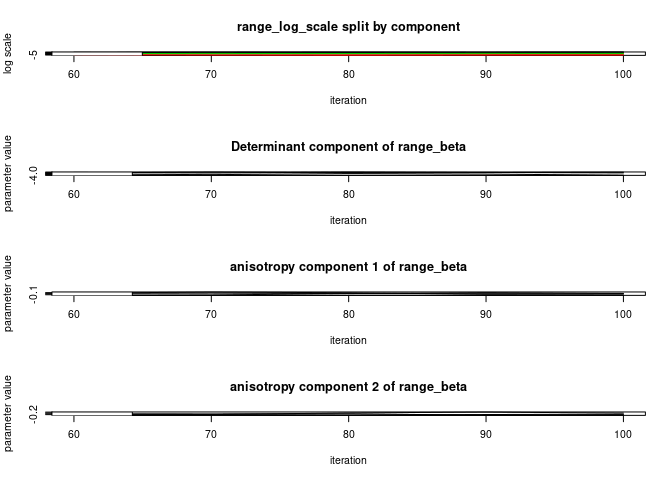 range_log_scale split by component
log scale
-5
60 70 80 90 100
iteration
Determinant component of range_beta
parameter value
-4.0
60 70 80 90 100
iteration
anisotropy component 1 of range_beta
parameter value
-0.1
60 70 80 90 100
iteration
anisotropy component 2 of range_beta
parameter value
-0.2
60 70 80 90 100
iteration